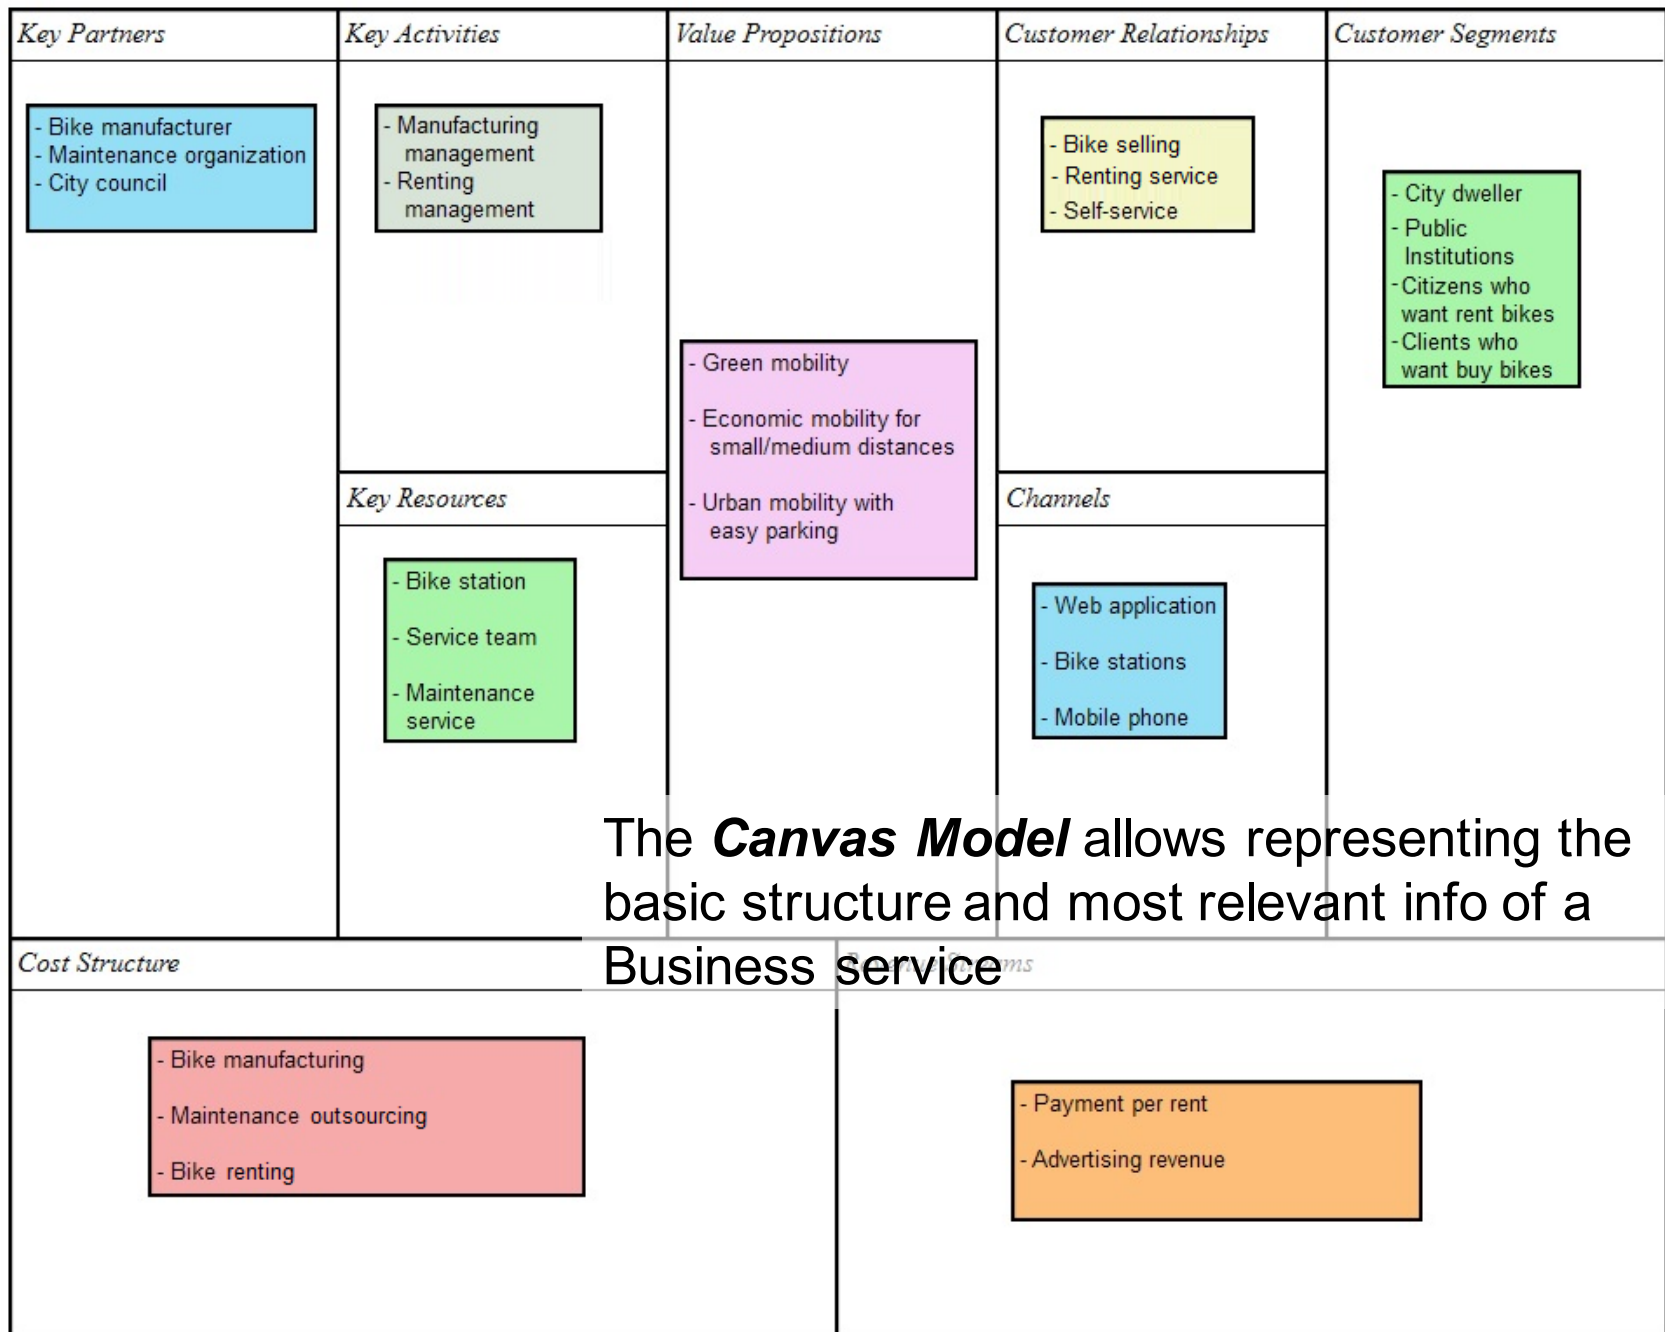 Key Partners
- Bike manufacturer
- Maintenance organization
- City council
Key Activities
- Manufacturing
management
- Renting
management
Key Resources
- Bike station
- Service team
- Maintenance
service
Value Propositions
- Green mobility
- Economic mobility for
small/medium distances
- Urban mobility with
easy parking
Customer Relationships
- Bike selling
- Renting service
- Self-service
Channels
- Web application
- Bike stations
- Mobile phone
Customer Segments
- City dweller
- Public
Institutions
- Citizens who
want rent bikes
- Clients who
want buy bikes
The Canvas Model allows representing the
basic structure and most relevant info of a
Business service
Cost Structure
- Bike manufacturing
- Maintenance outsourcing
- Bike renting
Revenue Streams
- Payment per rent
- Advertising revenue